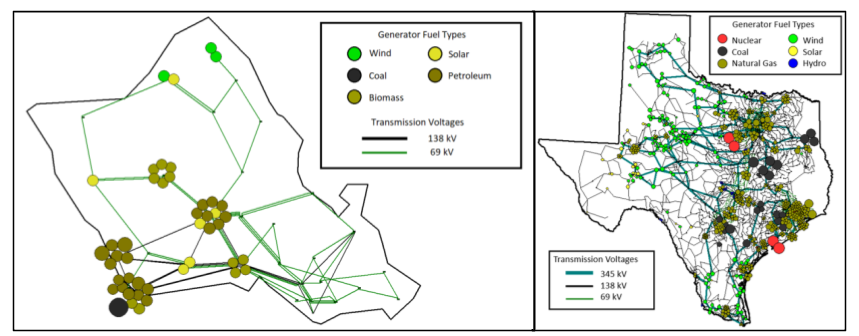 Generator Fuel Types
Wind
Solar
Coal
Petroleum
Biomass
Transmission Voltages
138 kV
69 kV
Generator Fuel Types
Nuclear
Wind
Coal
Solar
Natural Gas
Hydro
Transmission Voltages
345 kV
138 kV
69 kV